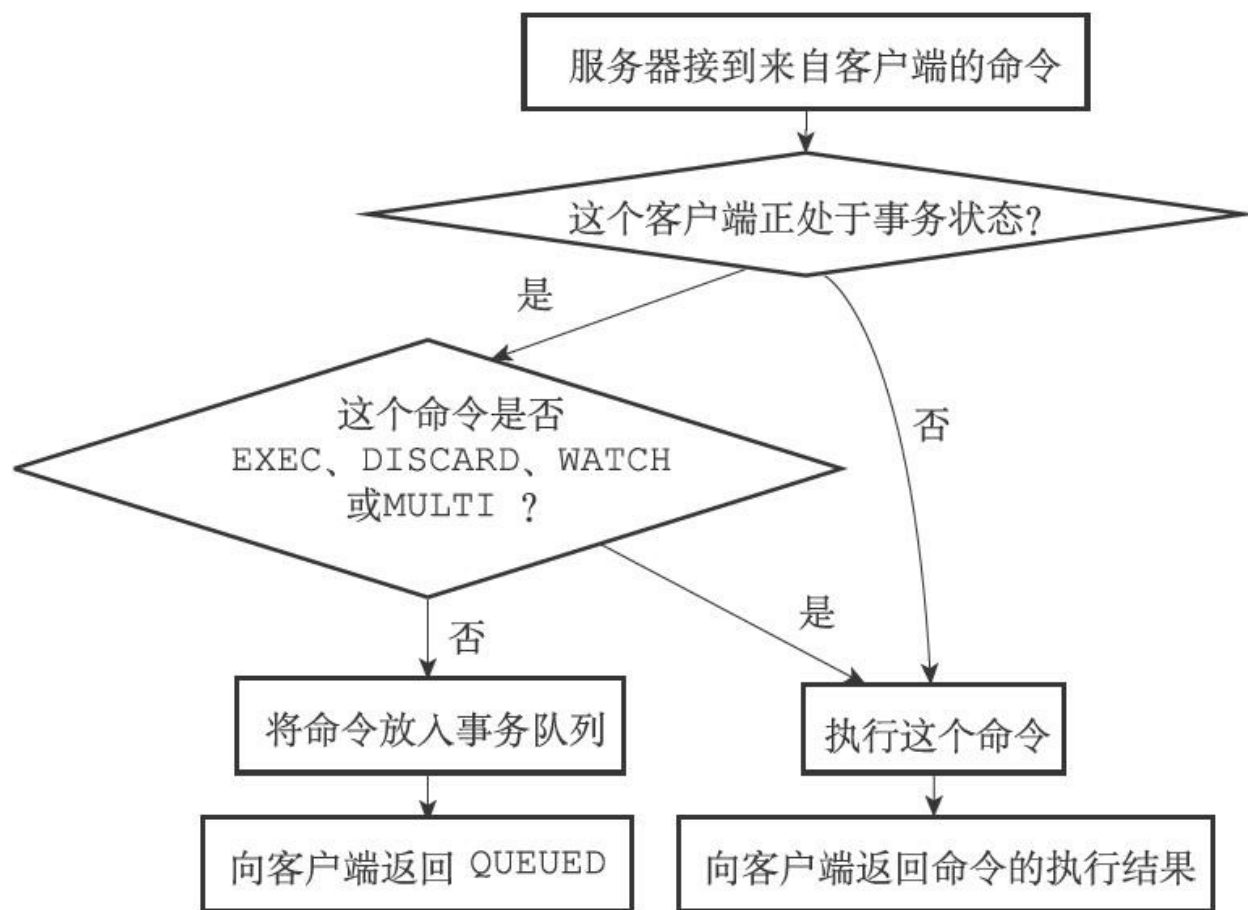 服务器接到来自客户端的命令
这个客户端正处于事务状态?
是
否
这个命令是否
EXEC、DISCARD、WATCH
或MULTI ?
是
否
将命令放入事务队列
执行这个命令
向客户端返回 QUEUED
向客户端返回命令的执行结果